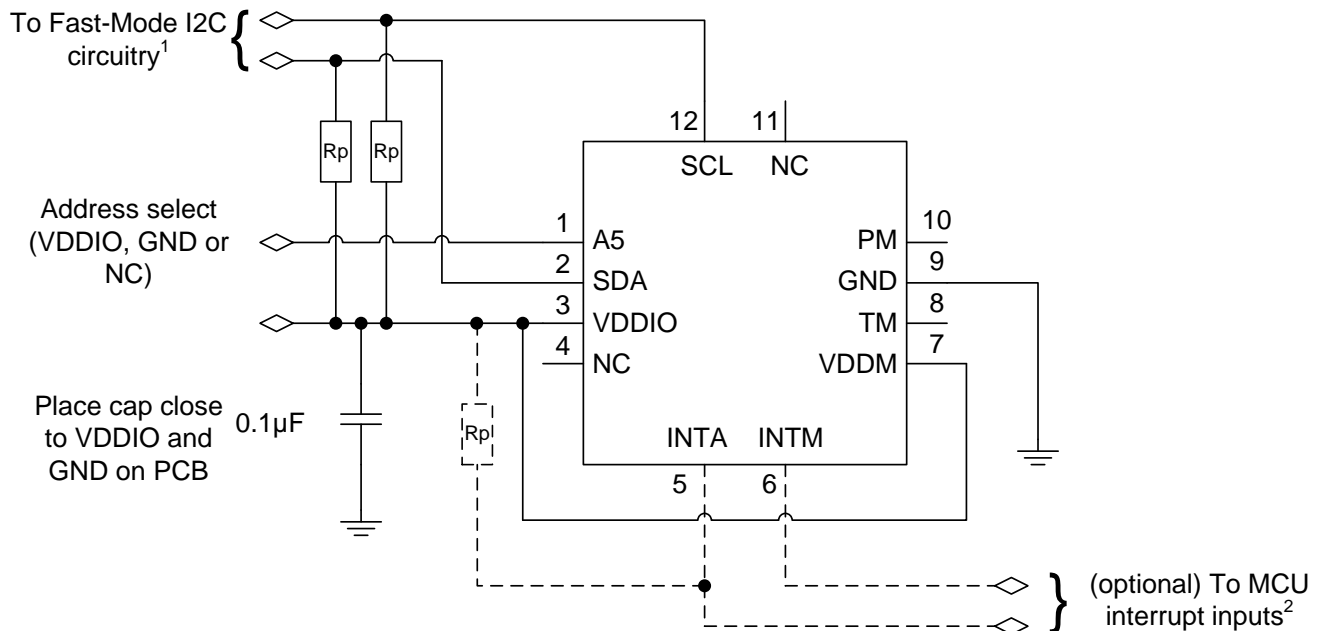 To Fast-Mode I2C
circuitry1
12
11
Rp
Rp
SCL
NC
Address select
(VDDIO, GND or
NC)
1
A5
PM
10
2
SDA
GND
9
3
VDDIO
TM
8
4
NC
VDDM
7
Place cap close
to VDDIO and
GND on PCB
0.1µF
Rp
INTA
INTM
5
6
(optional) To MCU
interrupt inputs2